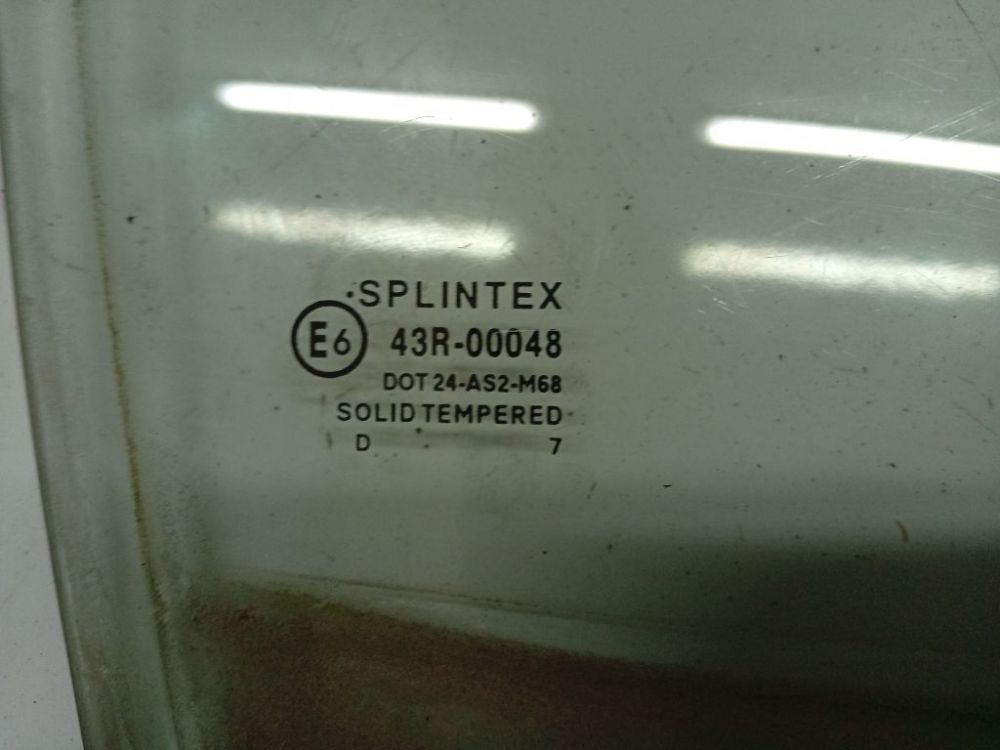 SPLINTEX
E6 43R-00048
DOT 24-AS2-M68
SOLID TEMPERED
D 7